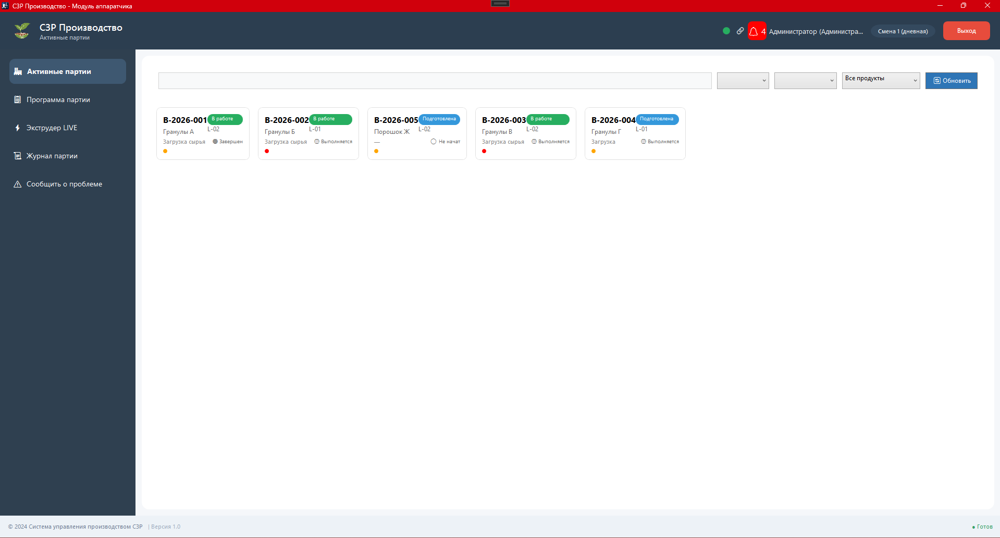 СЗР Производство - Модуль аппаратчика
СЗР Производство
Активные партии
4 Администратор (Администра...
Смена 1 (дневная)
Выход
Активные партии
Программа партии
Экструдер LIVE
Журнал партии
Сообщить о проблеме
Все продукты
Обновить
B-2026-001 В работе
Гранулы А L-02
Загрузка сырья Завершен
B-2026-002 В работе
Гранулы Б L-01
Загрузка сырья Выполняется
B-2026-005 Подготовлена
Порошок Ж L-02
— Не начат
B-2026-003 В работе
Гранулы В L-02
Загрузка сырья Выполняется
B-2026-004 Подготовлена
Гранулы Г L-01
Загрузка Выполняется
© 2024 Система управления производством СЗР | Версия 1.0
● Готов